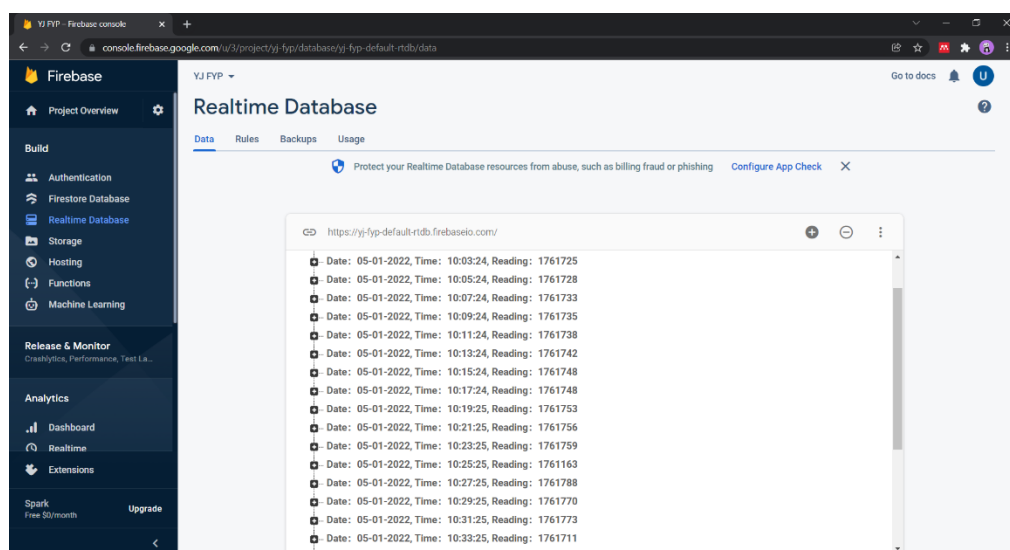 YJ FYP – Firebase console
console.firebase.google.com/u/3/project/yj-fyp/database/yj-fyp-default-rtdb/data
Firebase
Project Overview
Build
Authentication
Firestore Database
Realtime Database
Storage
Hosting
Functions
Machine Learning
Release & Monitor
Crashlytics, Performance, Test La...
Analytics
Dashboard
Realtime
Extensions
Spark
Free $0/month
Upgrade
YJ FYP
Go to docs
U
Realtime Database
Data Rules Backups Usage
Protect your Realtime Database resources from abuse, such as billing fraud or phishing Configure App Check
https://yj-fyp-default-rtdb.firebaseio.com/
Date: 05-01-2022, Time: 10:03:24, Reading: 1761725
Date: 05-01-2022, Time: 10:05:24, Reading: 1761728
Date: 05-01-2022, Time: 10:07:24, Reading: 1761733
Date: 05-01-2022, Time: 10:09:24, Reading: 1761735
Date: 05-01-2022, Time: 10:11:24, Reading: 1761738
Date: 05-01-2022, Time: 10:13:24, Reading: 1761742
Date: 05-01-2022, Time: 10:15:24, Reading: 1761748
Date: 05-01-2022, Time: 10:17:24, Reading: 1761748
Date: 05-01-2022, Time: 10:19:25, Reading: 1761753
Date: 05-01-2022, Time: 10:21:25, Reading: 1761756
Date: 05-01-2022, Time: 10:23:25, Reading: 1761759
Date: 05-01-2022, Time: 10:25:25, Reading: 1761163
Date: 05-01-2022, Time: 10:27:25, Reading: 1761788
Date: 05-01-2022, Time: 10:29:25, Reading: 1761770
Date: 05-01-2022, Time: 10:31:25, Reading: 1761773
Date: 05-01-2022, Time: 10:33:25, Reading: 1761711